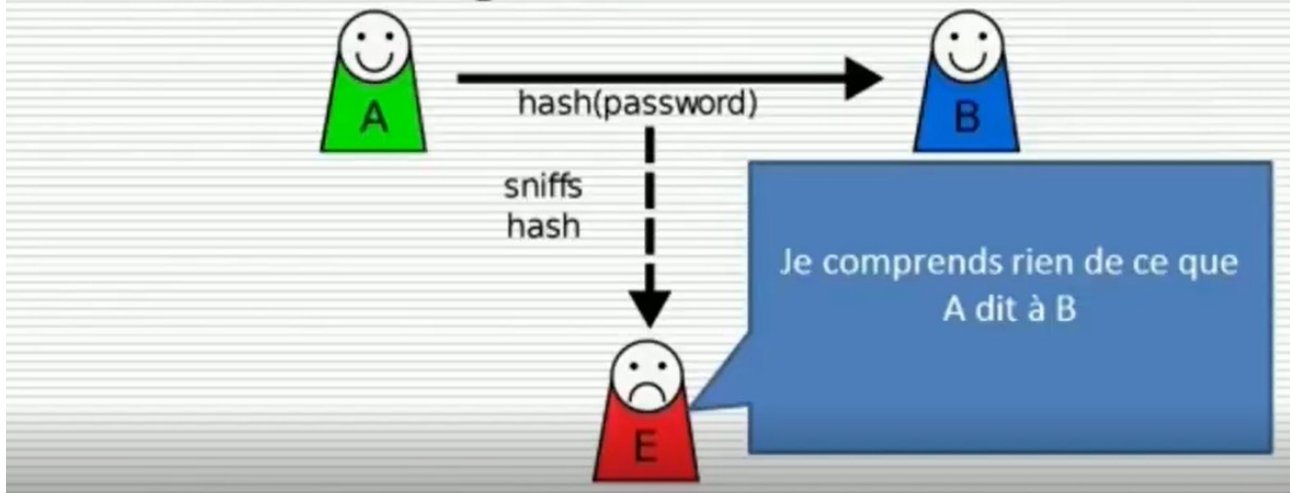 A
B
hash(password)
sniffs
hash
Je comprends rien de ce que
A dit à B
E